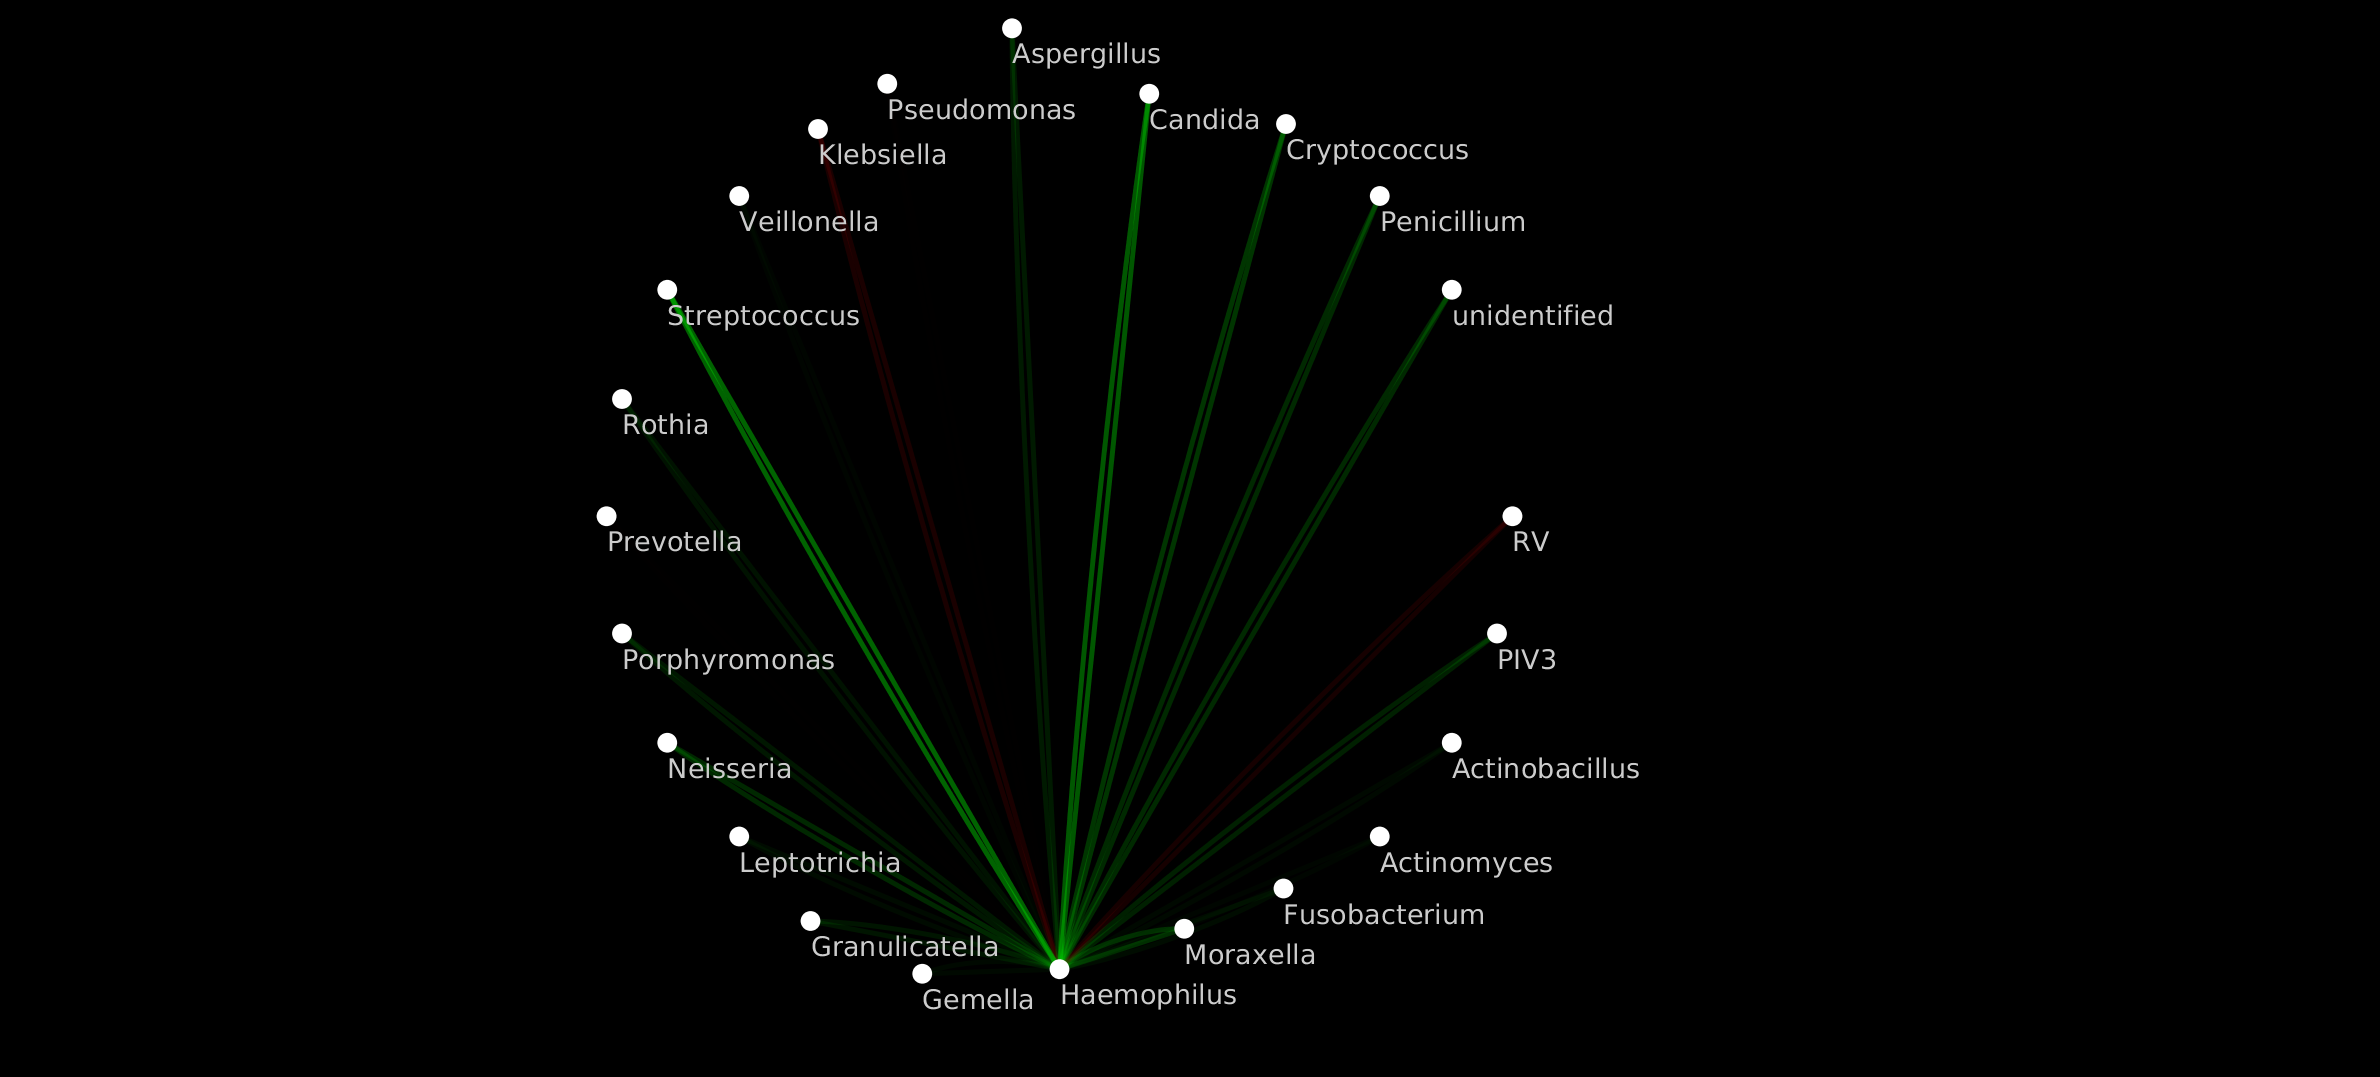 Aspergillus
Pseudomonas
Candida
Klebsiella
Cryptococcus
Veillonella
Penicillium
Streptococcus
unidentified
Rothia
Prevotella
RV
Porphyromonas
PIV3
Neisseria
Actinobacillus
Leptotrichia
Actinomyces
Fusobacterium
Granulicatella
Moraxella
Gemella
Haemophilus